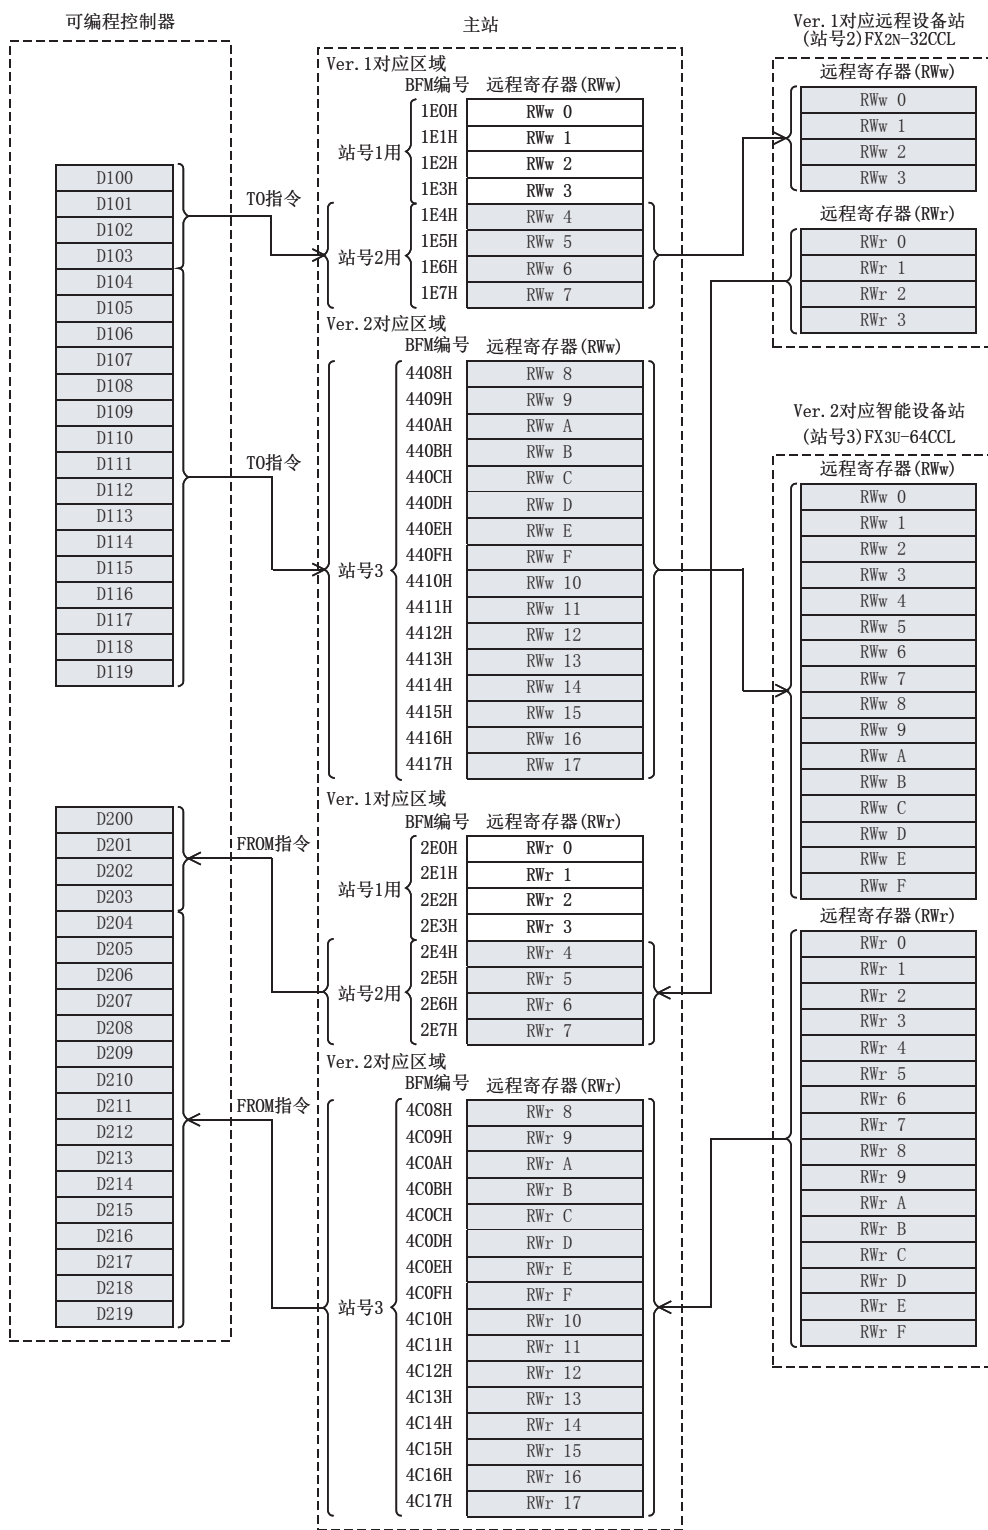 可编程控制器
D100
D101
D102
D103
D104
D105
D106
D107
D108
D109
D110
D111
D112
D113
D114
D115
D116
D117
D118
D119
D200
D201
D202
D203
D204
D205
D206
D207
D208
D209
D210
D211
D212
D213
D214
D215
D216
D217
D218
D219
TO指令
TO指令
FROM指令
FROM指令
主站
Ver.1对应区域
BFM编号 远程寄存器(RWw)
站号1用
1E0H RWw 0
1E1H RWw 1
1E2H RWw 2
1E3H RWw 3
站号2用
1E4H RWw 4
1E5H RWw 5
1E6H RWw 6
1E7H RWw 7
Ver.2对应区域
BFM编号 远程寄存器(RWw)
站号3
4408H RWw 8
4409H RWw 9
440AH RWw A
440BH RWw B
440CH RWw C
440DH RWw D
440EH RWw E
440FH RWw F
4410H RWw 10
4411H RWw 11
4412H RWw 12
4413H RWw 13
4414H RWw 14
4415H RWw 15
4416H RWw 16
4417H RWw 17
Ver.1对应区域
BFM编号 远程寄存器(RWr)
站号1用
2E0H RWr 0
2E1H RWr 1
2E2H RWr 2
2E3H RWr 3
站号2用
2E4H RWr 4
2E5H RWr 5
2E6H RWr 6
2E7H RWr 7
Ver.2对应区域
BFM编号 远程寄存器(RWr)
站号3
4C08H RWr 8
4C09H RWr 9
4C0AH RWr A
4C0BH RWr B
4C0CH RWr C
4C0DH RWr D
4C0EH RWr E
4C0FH RWr F
4C10H RWr 10
4C11H RWr 11
4C12H RWr 12
4C13H RWr 13
4C14H RWr 14
4C15H RWr 15
4C16H RWr 16
4C17H RWr 17
Ver.1对应远程设备站
(站号2)FX2N-32CCL
远程寄存器(RWw)
RWw 0
RWw 1
RWw 2
RWw 3
远程寄存器(RWr)
RWr 0
RWr 1
RWr 2
RWr 3
Ver.2对应智能设备站
(站号3)FX3U-64CCL
远程寄存器(RWw)
RWw 0
RWw 1
RWw 2
RWw 3
RWw 4
RWw 5
RWw 6
RWw 7
RWw 8
RWw 9
RWw A
RWw B
RWw C
RWw D
RWw E
RWw F
远程寄存器(RWr)
RWr 0
RWr 1
RWr 2
RWr 3
RWr 4
RWr 5
RWr 6
RWr 7
RWr 8
RWr 9
RWr A
RWr B
RWr C
RWr D
RWr E
RWr F